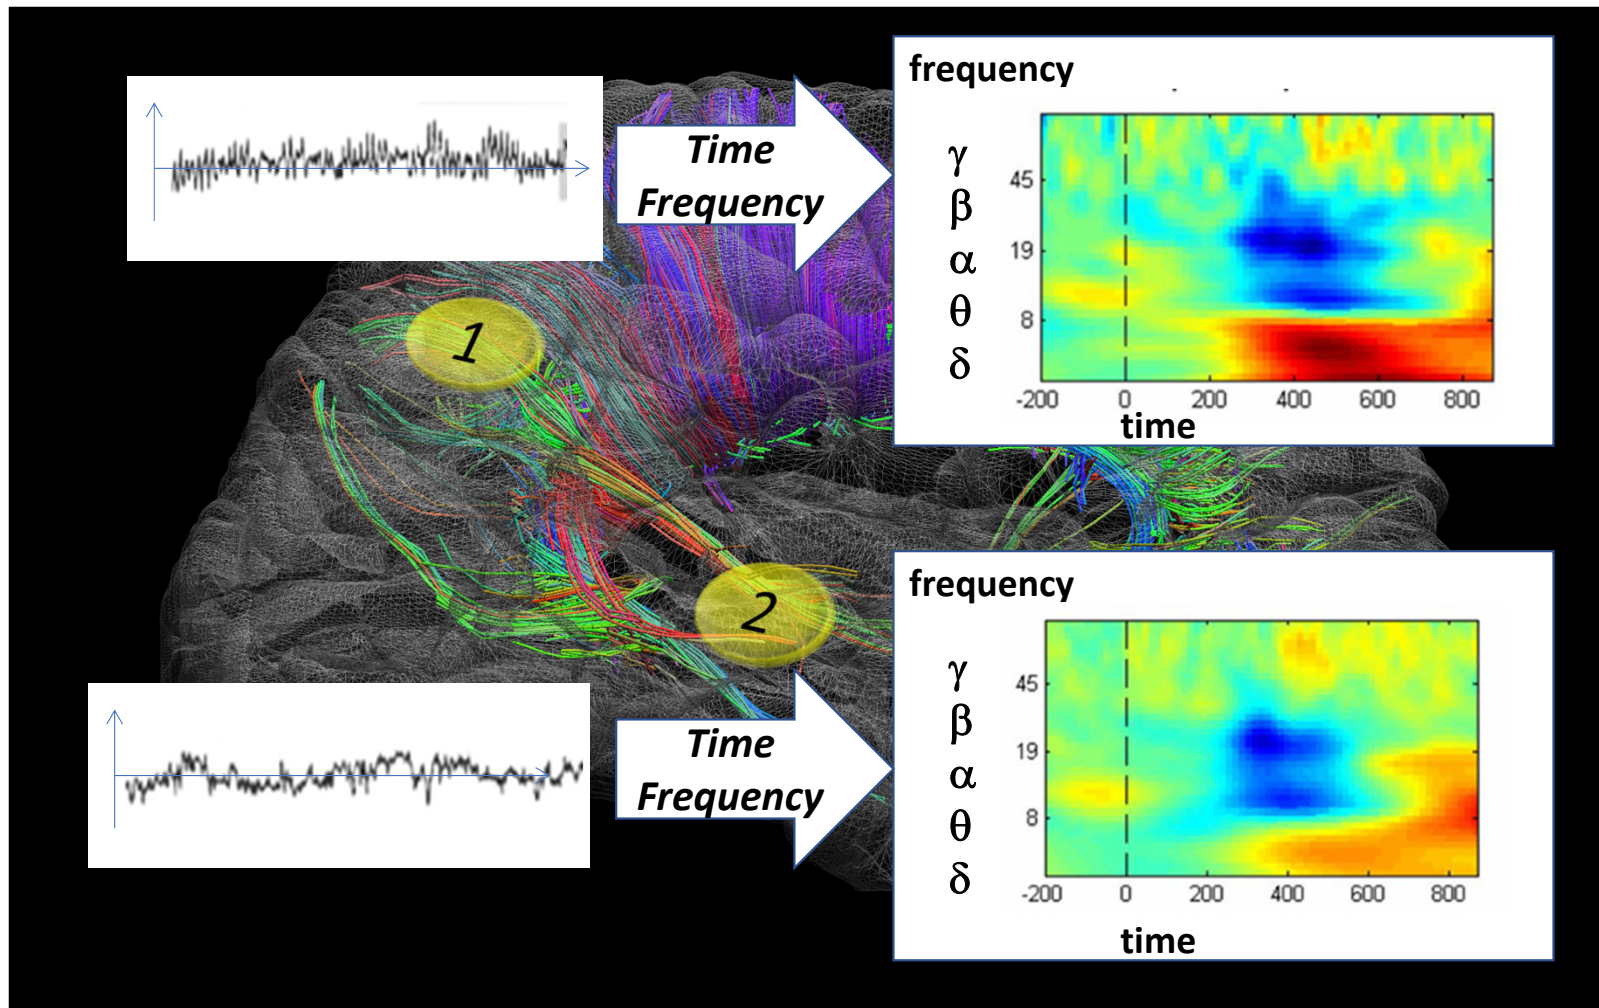 frequency
Time
Frequency
γ
45
β
19
α
θ
8
δ
-200 0 200 400 600 800
time
1
2
frequency
Time
Frequency
γ
45
β
19
α
8
θ
δ
-200 0 200 400 600 800
time